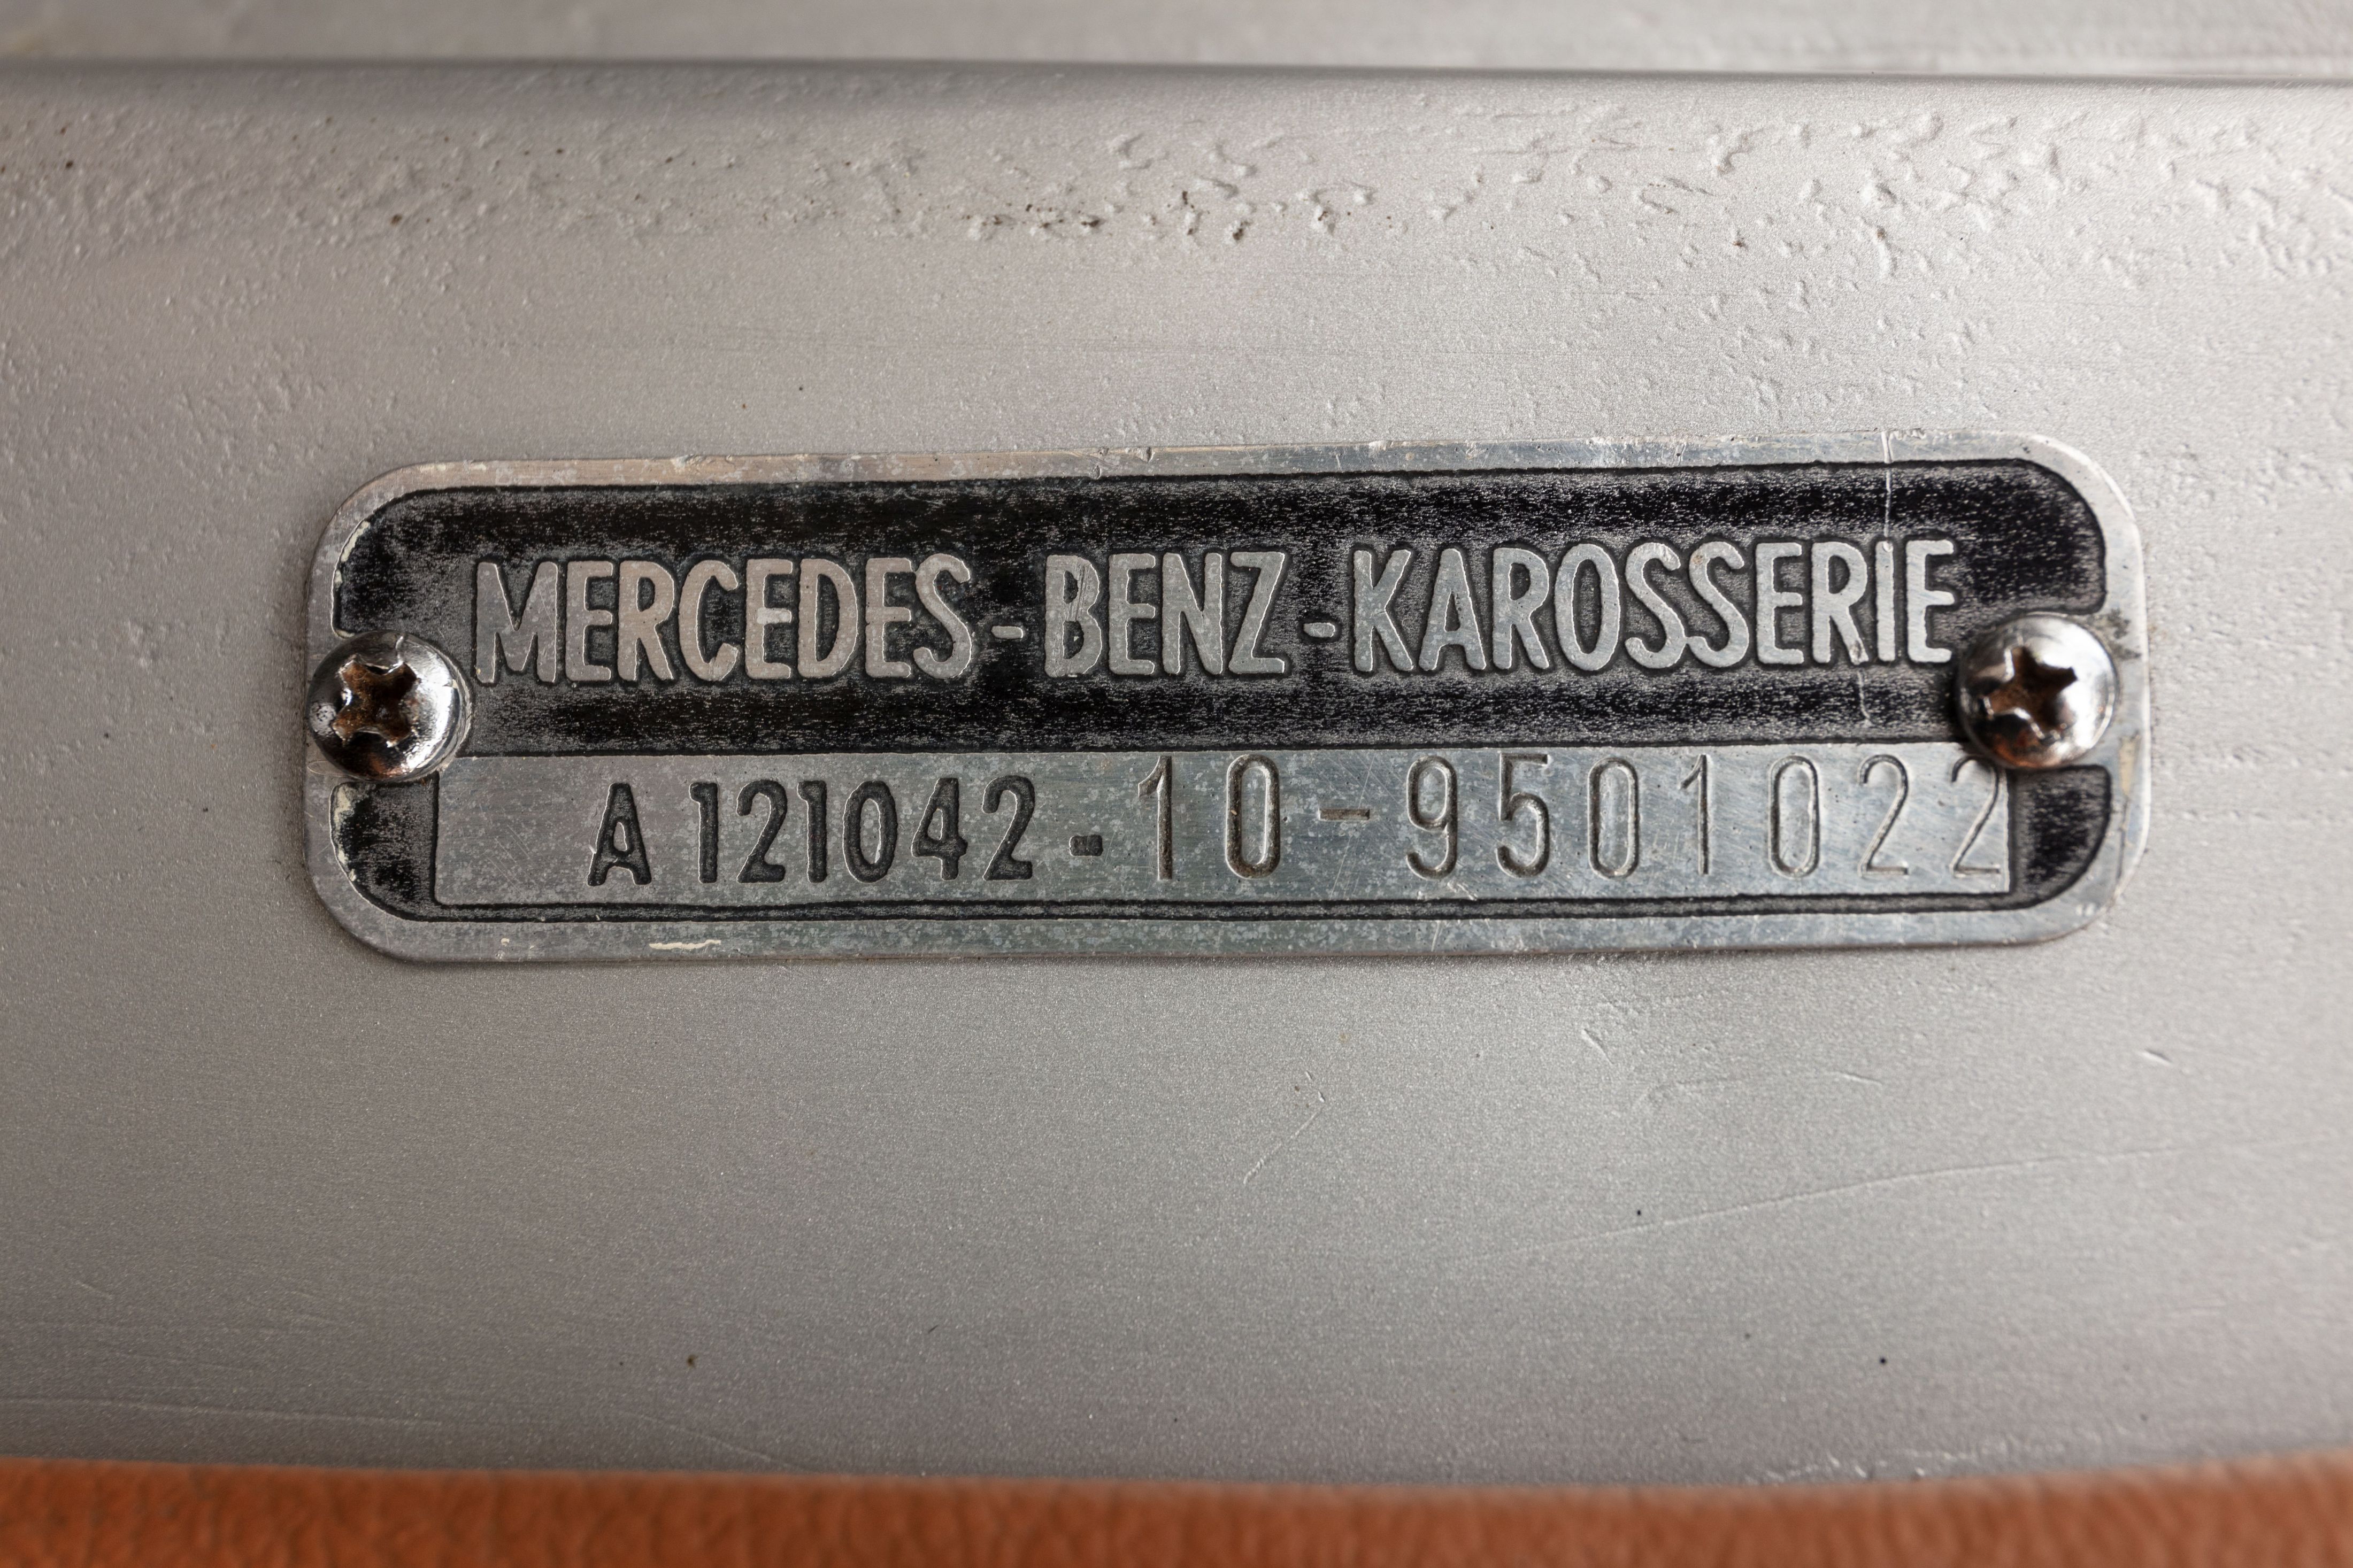 MERCEDES-BENZ-KAROSSERIE
A 121042-10-9501022